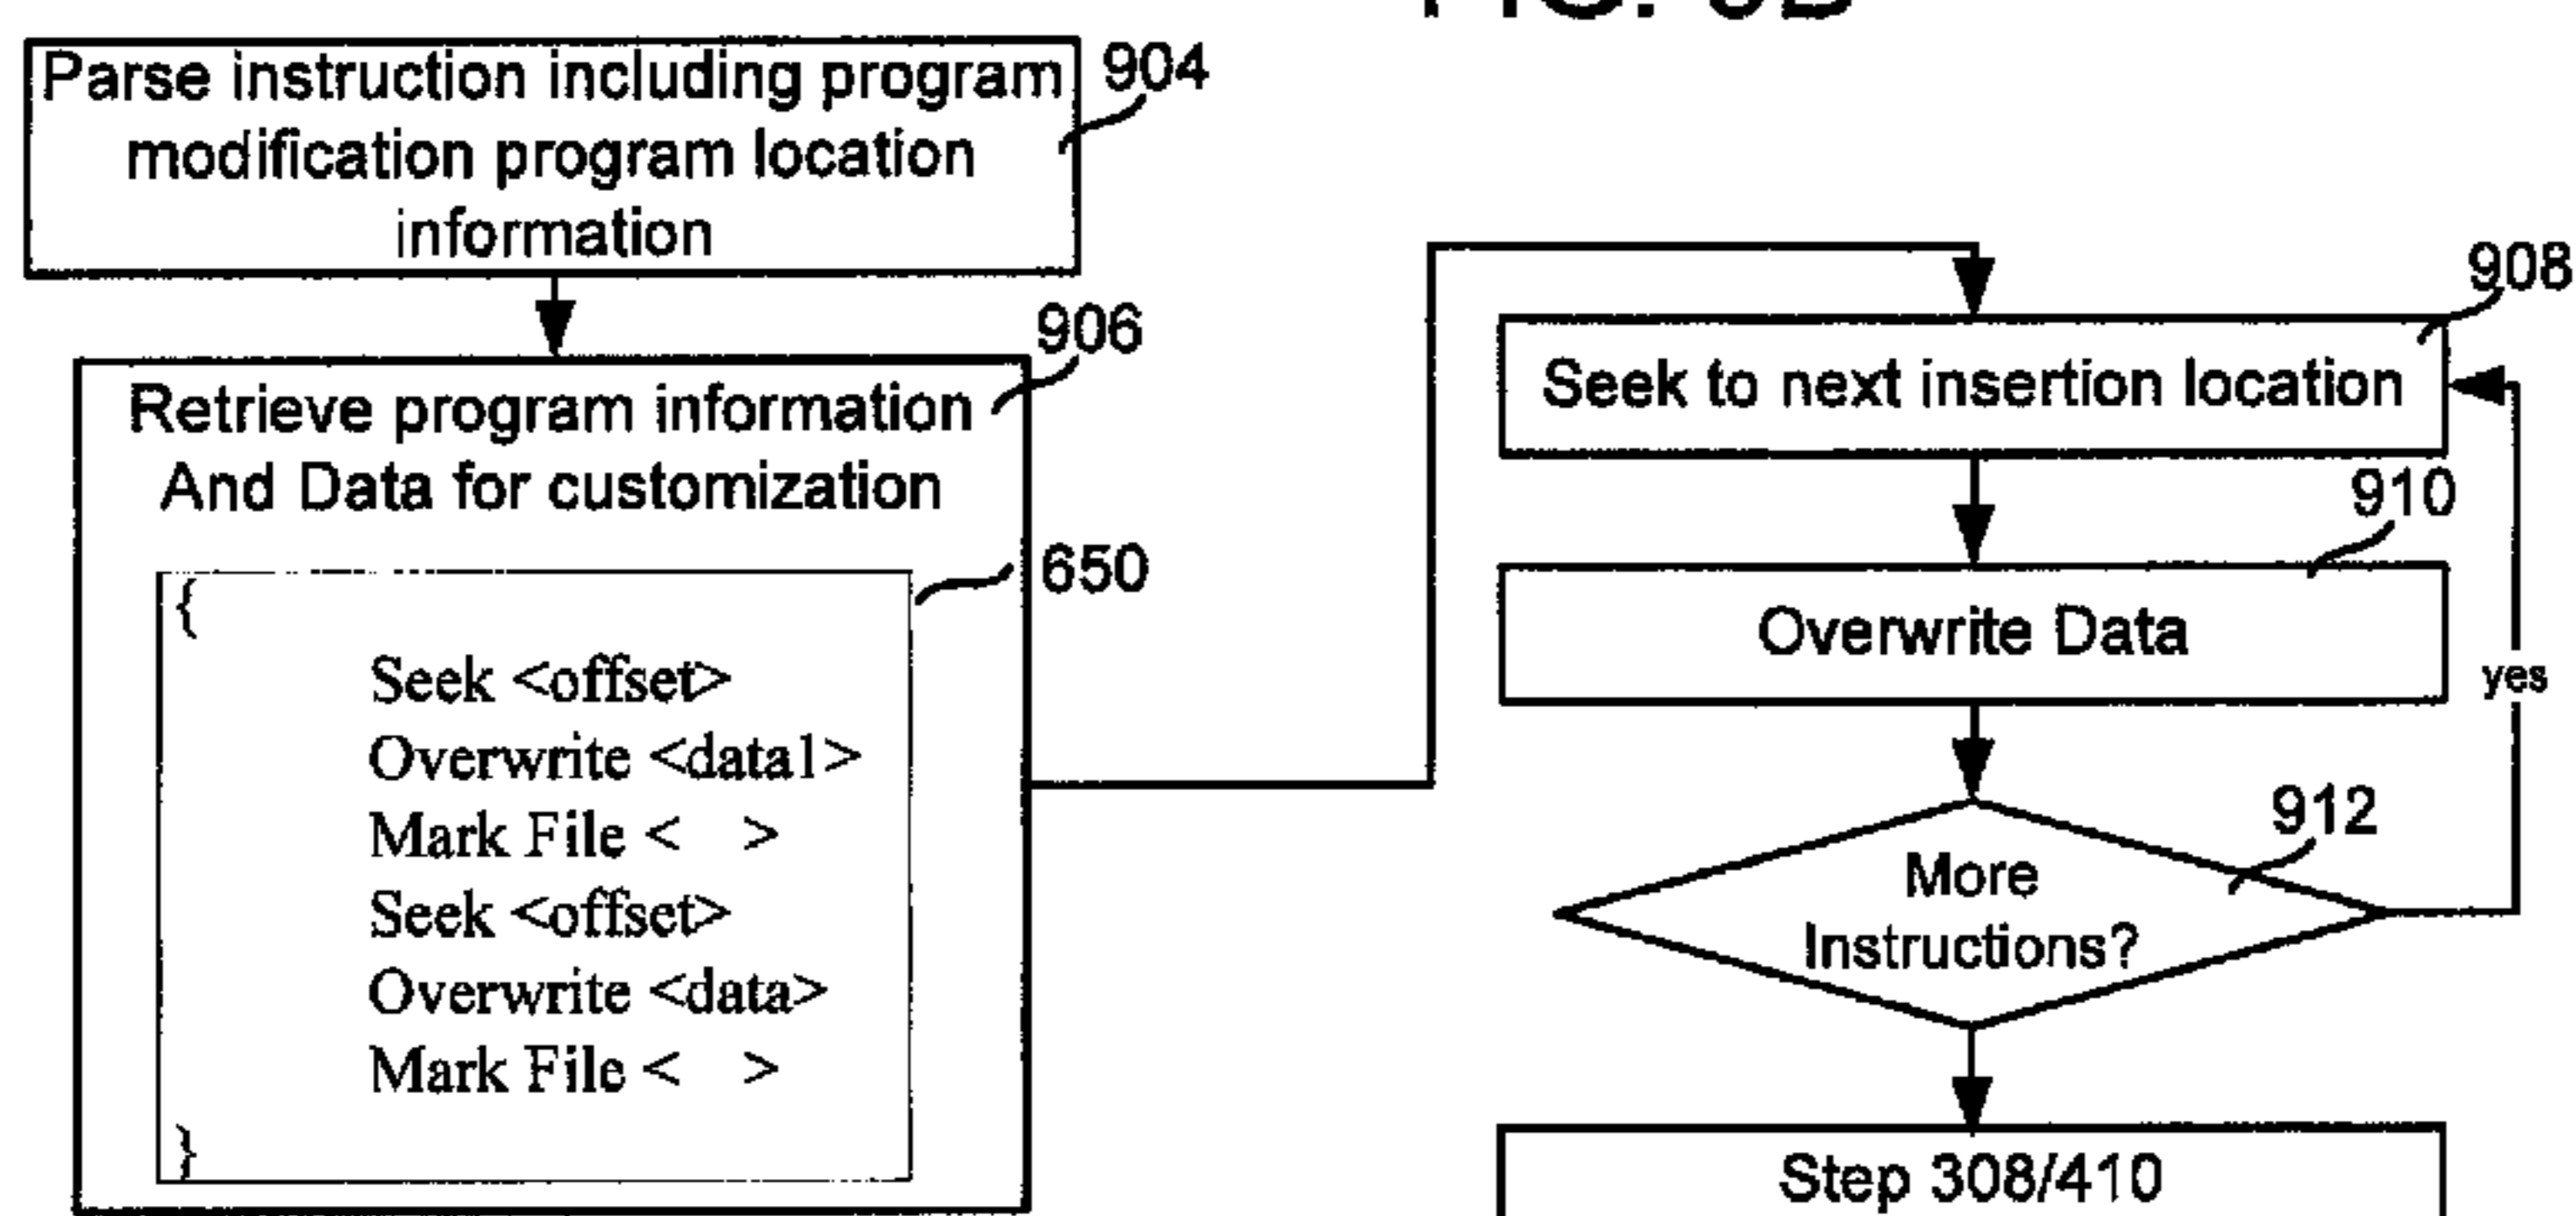 Parse instruction including program
modification program location
information
904
Retrieve program information
And Data for customization
906
{
Seek <offset>
Overwrite <data1>
Mark File < >
Seek <offset>
Overwrite <data>
Mark File < >
}
650
Seek to next insertion location
908
Overwrite Data
910
yes
More
Instructions?
912
Step 308/410